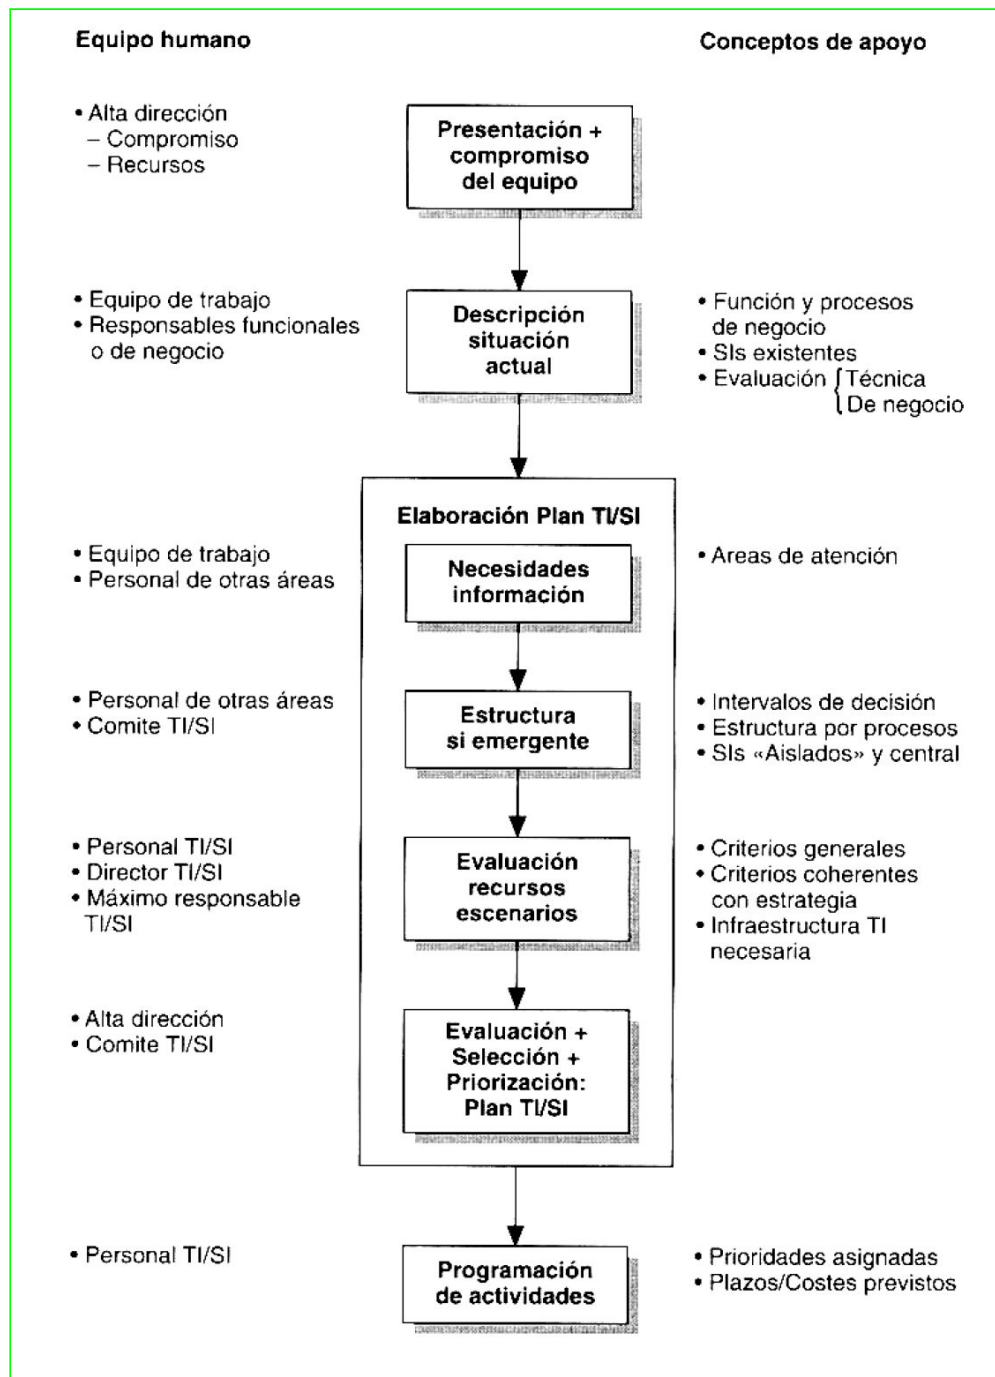 Equipo humano
Conceptos de apoyo
• Alta dirección
– Compromiso
– Recursos
Presentación +
compromiso
del equipo
• Equipo de trabajo
• Responsables funcionales
o de negocio
Descripción
situación
actual
• Función y procesos
de negocio
• SIs existentes
• Evaluación { Técnica
De negocio
Elaboración Plan TI/SI
• Equipo de trabajo
• Personal de otras áreas
Necesidades
información
• Areas de atención
• Personal de otras áreas
• Comite TI/SI
Estructura
si emergente
• Intervalos de decisión
• Estructura por procesos
• SIs «Aislados» y central
• Personal TI/SI
• Director TI/SI
• Máximo responsable
TI/SI
Evaluación
recursos
escenarios
• Criterios generales
• Criterios coherentes
con estrategia
• Infraestructura TI
necesaria
• Alta dirección
• Comite TI/SI
Evaluación +
Selección +
Priorización:
Plan TI/SI
• Personal TI/SI
Programación
de actividades
• Prioridades asignadas
• Plazos/Costes previstos